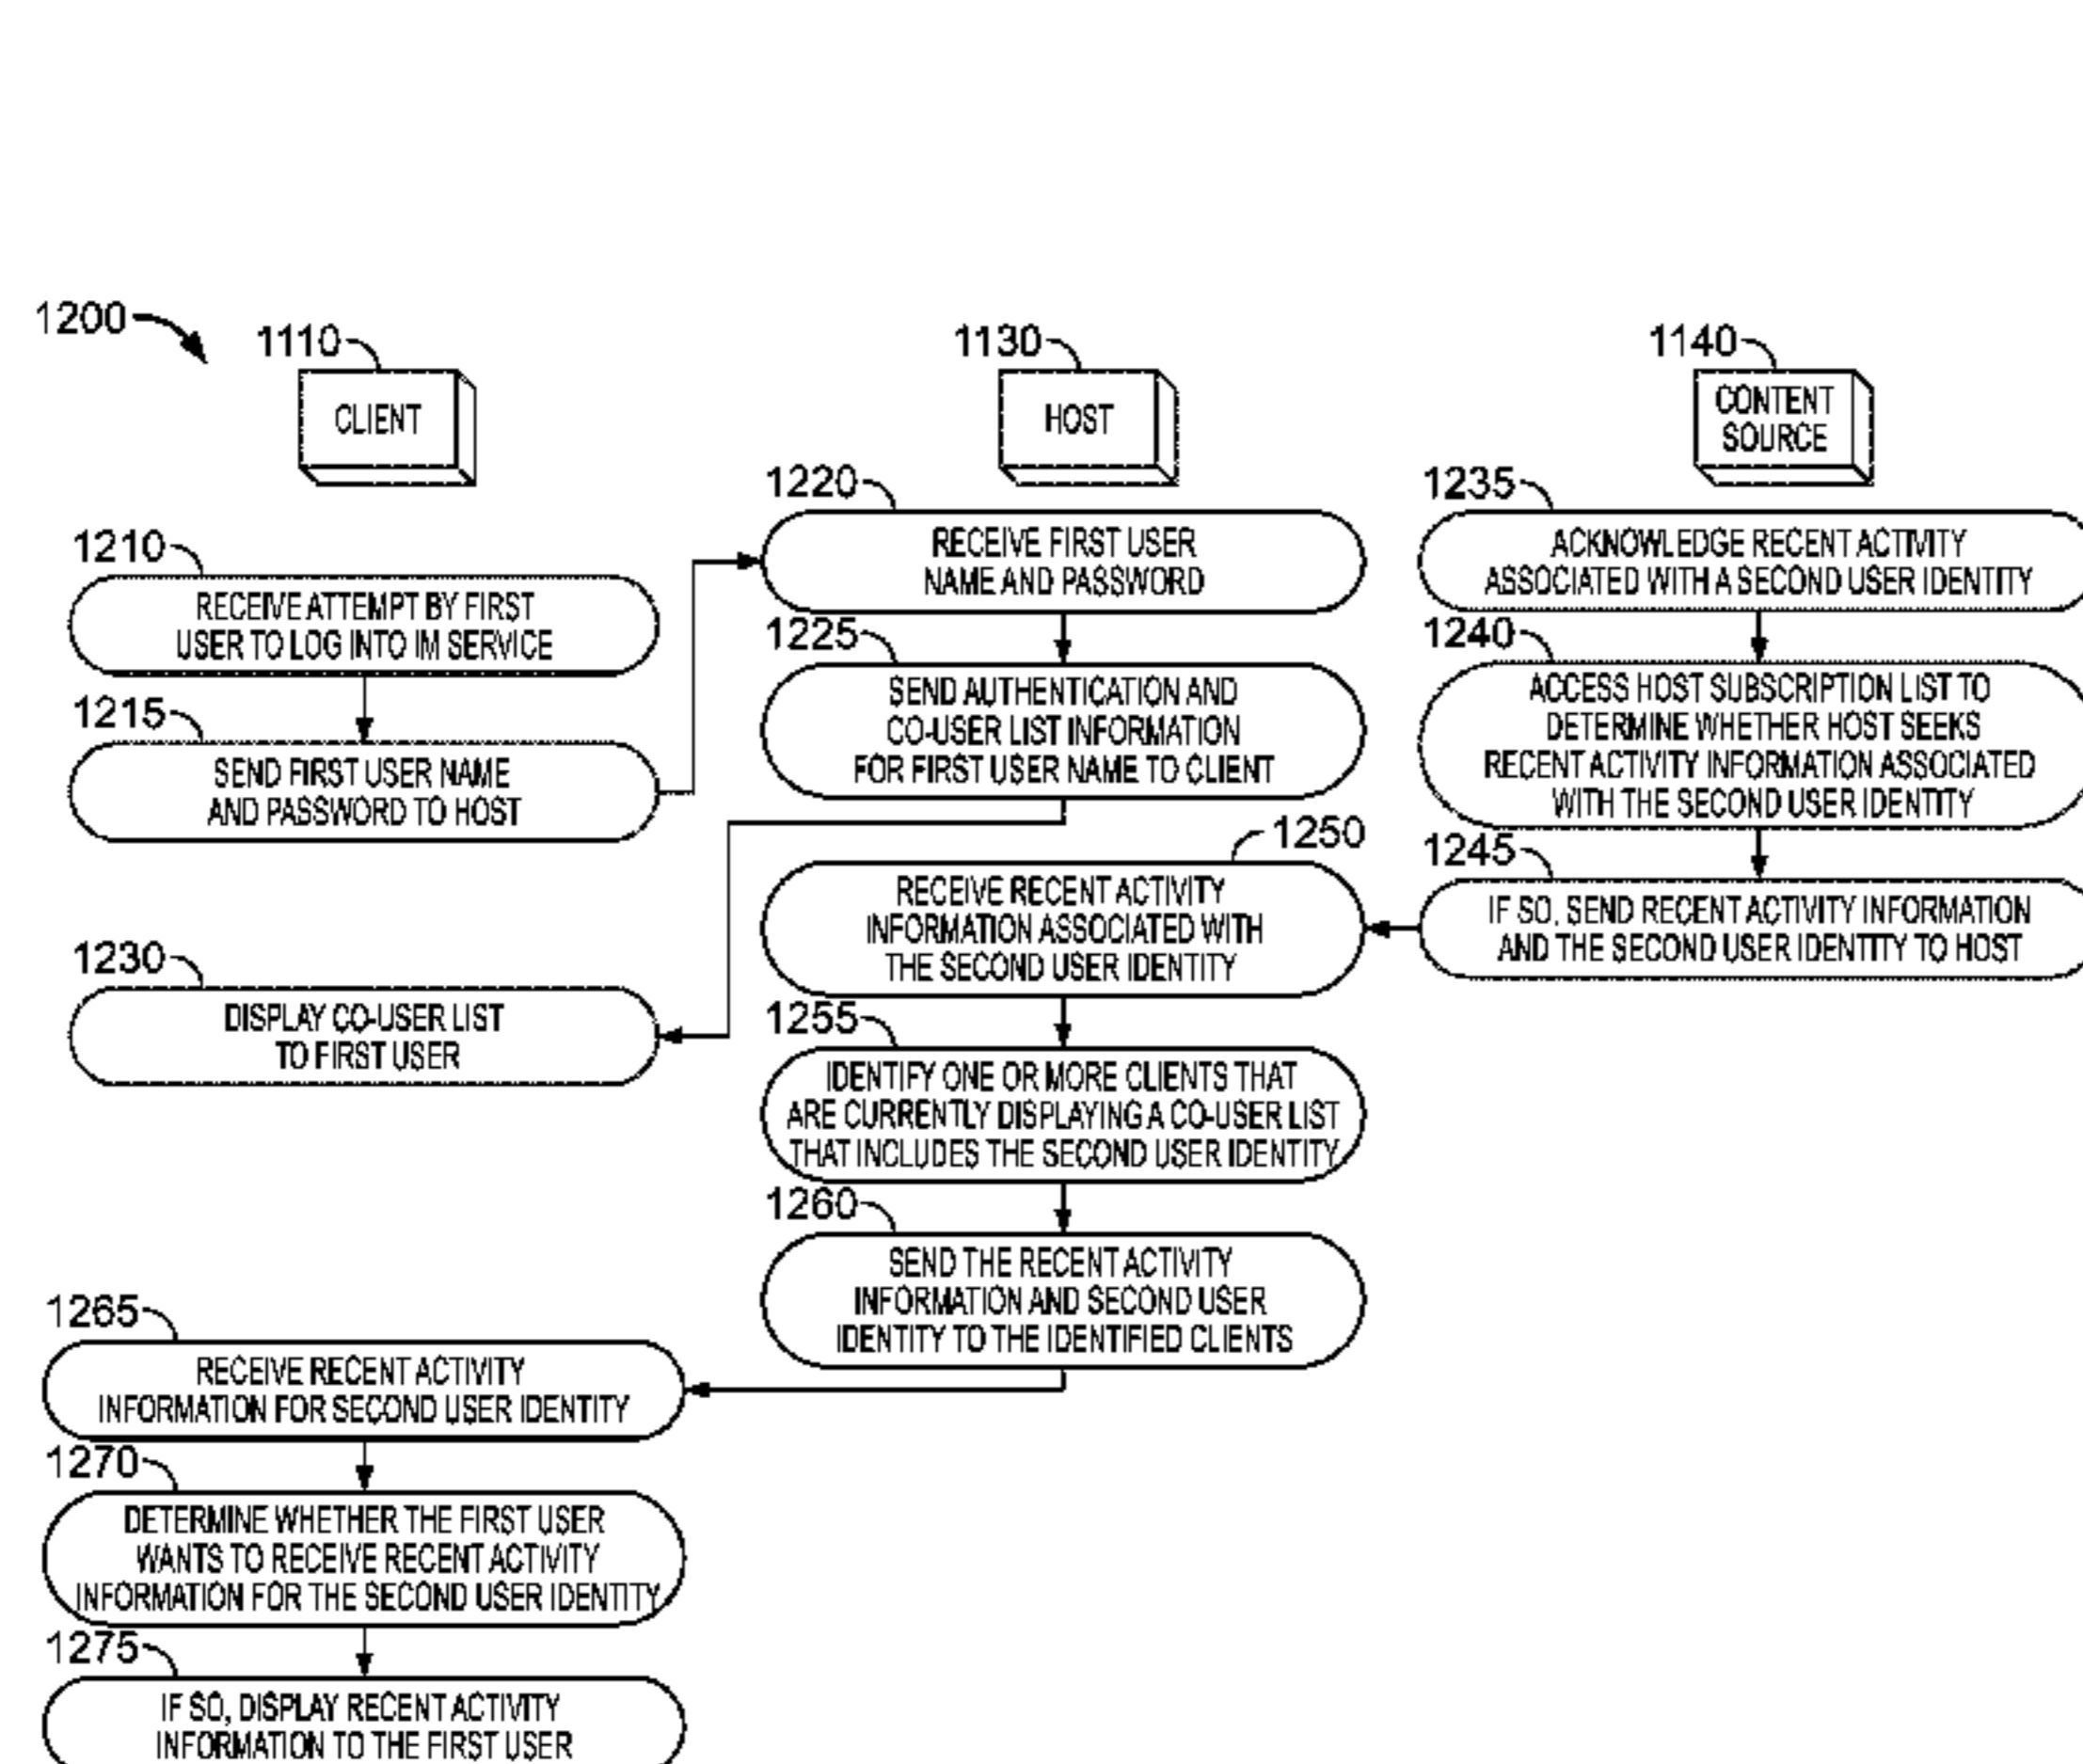 1200
1110
CLIENT
1130
HOST
1140
CONTENT
SOURCE
1210
RECEIVE ATTEMPT BY FIRST
USER TO LOG INTO IM SERVICE
1215
SEND FIRST USER NAME
AND PASSWORD TO HOST
1220
RECEIVE FIRST USER
NAME AND PASSWORD
1225
SEND AUTHENTICATION AND
CO-USER LIST INFORMATION
FOR FIRST USER NAME TO CLIENT
1230
DISPLAY CO-USER LIST
TO FIRST USER
1235
ACKNOWLEDGE RECENT ACTIVITY
ASSOCIATED WITH A SECOND USER IDENTITY
1240
ACCESS HOST SUBSCRIPTION LIST TO
DETERMINE WHETHER HOST SEEKS
RECENT ACTIVITY INFORMATION ASSOCIATED
WITH THE SECOND USER IDENTITY
1245
IF SO, SEND RECENT ACTIVITY INFORMATION
AND THE SECOND USER IDENTITY TO HOST
1250
RECEIVE RECENT ACTIVITY
INFORMATION ASSOCIATED WITH
THE SECOND USER IDENTITY
1255
IDENTIFY ONE OR MORE CLIENTS THAT
ARE CURRENTLY DISPLAYING A CO-USER LIST
THAT INCLUDES THE SECOND USER IDENTITY
1260
SEND THE RECENT ACTIVITY
INFORMATION AND SECOND USER
IDENTITY TO THE IDENTIFIED CLIENTS
1265
RECEIVE RECENT ACTIVITY
INFORMATION FOR SECOND USER IDENTITY
1270
DETERMINE WHETHER THE FIRST USER
WANTS TO RECEIVE RECENT ACTIVITY
INFORMATION FOR THE SECOND USER IDENTITY
1275
IF SO, DISPLAY RECENT ACTIVITY
INFORMATION TO THE FIRST USER